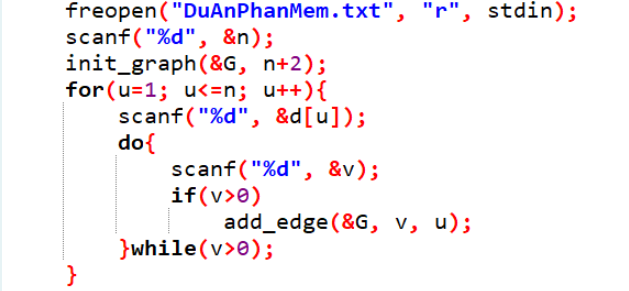 freopen("DuAnPhanMem.txt", "r", stdin);
scanf("%d", &n);
init_graph(&G, n+2);
for(u=1; u<=n; u++){
scanf("%d", &d[u]);
do{
scanf("%d", &v);
if(v>0)
add_edge(&G, v, u);
}while(v>0);
}